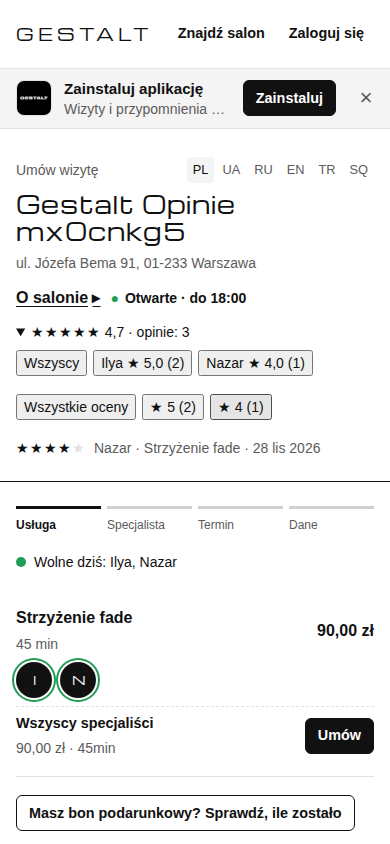 GESTALT Znajdź salon Zaloguj się
GESTALT
Zainstaluj aplikację
Wizyty i przypomnienia …
Zainstaluj ×
Umów wizytę PL UA RU EN TR SQ
Gestalt Opinie
mx0cnkg5
ul. Józefa Bema 91, 01-233 Warszawa
O salonie ▶ ● Otwarte · do 18:00
▼ ★★★★★ 4,7 · opinie: 3
Wszyscy Ilya ★ 5,0 (2) Nazar ★ 4,0 (1)
Wszystkie oceny ★ 5 (2) ★ 4 (1)
★★★★★ Nazar · Strzyżenie fade · 28 lis 2026
Usługa Specjalista Termin Dane
Wolne dziś: Ilya, Nazar
Strzyżenie fade
45 min
90,00 zł
I N
Wszyscy specjaliści
90,00 zł · 45min
Umów
Masz bon podarunkowy? Sprawdź, ile zostało